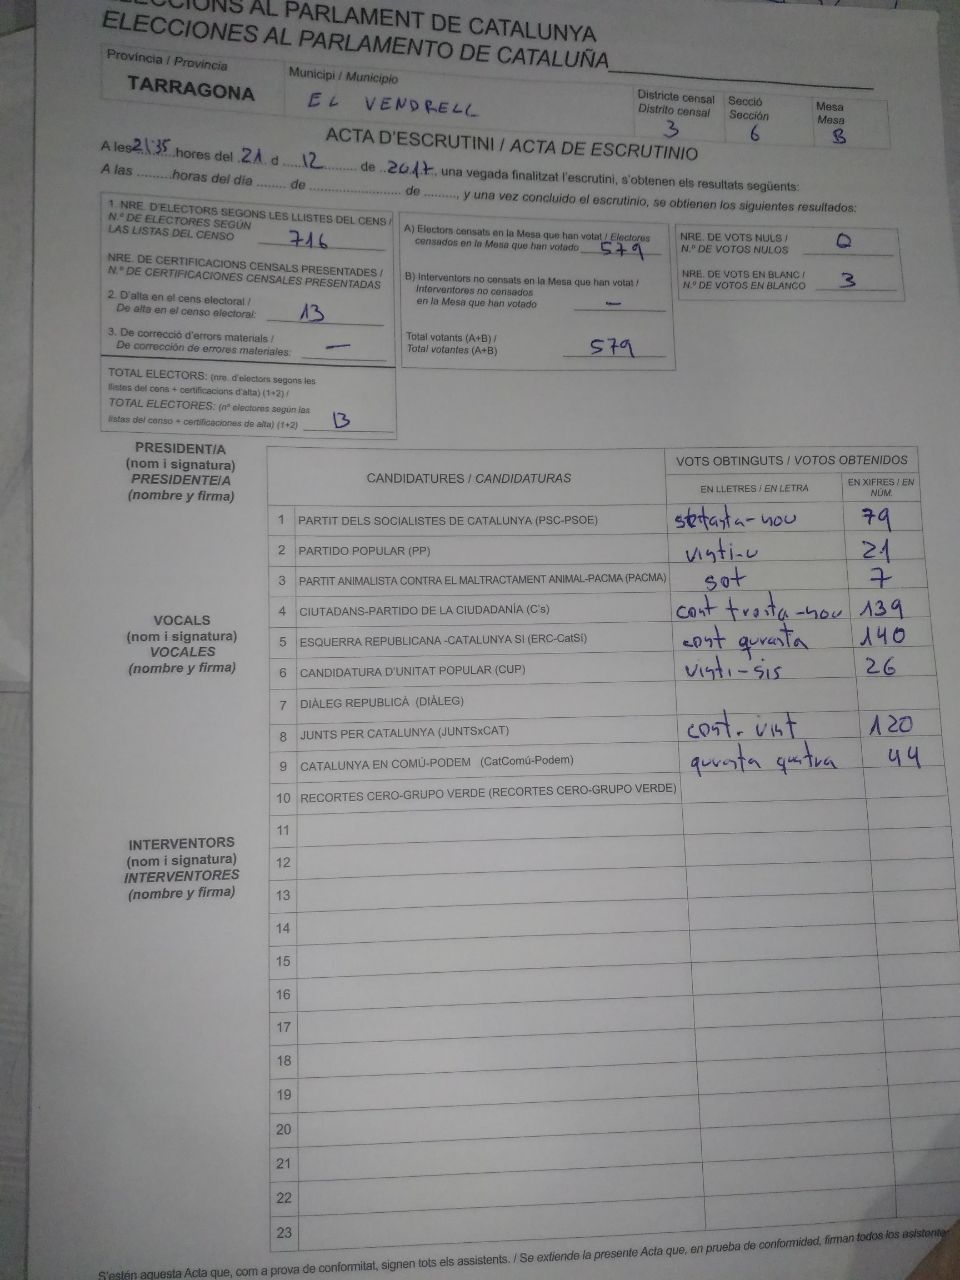 ELECCIONS AL PARLAMENT DE CATALUNYA
ELECCIONES AL PARLAMENTO DE CATALUÑA
Província / Provincia
TARRAGONA
Municipi / Municipio
EL VENDRELL
Districte censal
Distrito censal
3
Secció
Sección
6
Mesa
Mesa
B
ACTA D'ESCRUTINI / ACTA DE ESCRUTINIO
A les 21:35 hores del 21 d 12 de 2017, una vegada finalitzat l'escrutini, s'obtenen els resultats següents:
A las .........horas del día ........ de ........................ de ........, y una vez concluido el escrutinio, se obtienen los siguientes resultados:
1. NRE. D'ELECTORS SEGONS LES LLISTES DEL CENS /
N.º DE ELECTORES SEGÚN
LAS LISTAS DEL CENSO 716
NRE. DE CERTIFICACIONS CENSALS PRESENTADES /
N.º DE CERTIFICACIONES CENSALES PRESENTADAS
2. D'alta en el cens electoral /
De alta en el censo electoral: 13
3. De correcció d'errors materials /
De corrección de errores materiales: —
TOTAL ELECTORS: (nre. d'electors segons les
llistes del cens + certificacions d'alta) (1+2) /
TOTAL ELECTORES: (nº electores según las
listas del censo + certificaciones de alta) (1+2) 13
A) Electors censats en la Mesa que han votat / Electores
censados en la Mesa que han votado 579
B) Interventors no censats en la Mesa que han votat /
Interventores no censados
en la Mesa que han votado —
Total votants (A+B) /
Total votantes (A+B) 579
NRE. DE VOTS NULS /
N.º DE VOTOS NULOS 0
NRE. DE VOTS EN BLANC /
N.º DE VOTOS EN BLANCO 3
PRESIDENT/A
(nom i signatura)
PRESIDENTE/A
(nombre y firma)
VOCALS
(nom i signatura)
VOCALES
(nombre y firma)
INTERVENTORS
(nom i signatura)
INTERVENTORES
(nombre y firma)
CANDIDATURES / CANDIDATURAS
VOTS OBTINGUTS / VOTOS OBTENIDOS
EN LLETRES / EN LETRA
EN XIFRES / EN NÚM.
1 PARTIT DELS SOCIALISTES DE CATALUNYA (PSC-PSOE) setanta-nou 79
2 PARTIDO POPULAR (PP) vinti-u 21
3 PARTIT ANIMALISTA CONTRA EL MALTRACTAMENT ANIMAL-PACMA (PACMA) set 7
4 CIUTADANS-PARTIDO DE LA CIUDADANÍA (C's) cent trenta-nou 139
5 ESQUERRA REPUBLICANA -CATALUNYA SÍ (ERC-CatSí) cent quranta 140
6 CANDIDATURA D'UNITAT POPULAR (CUP) vinti-sis 26
7 DIÀLEG REPUBLICÀ (DIÀLEG)
8 JUNTS PER CATALUNYA (JUNTSxCAT) cent. vint 120
9 CATALUNYA EN COMÚ-PODEM (CatComú-Podem) quranta quatra 44
10 RECORTES CERO-GRUPO VERDE (RECORTES CERO-GRUPO VERDE)
11
12
13
14
15
16
17
18
19
20
21
22
23
S'estén aquesta Acta que, com a prova de conformitat, signen tots els assistents. / Se extiende la presente Acta que, en prueba de conformidad, firman todos los asistentes